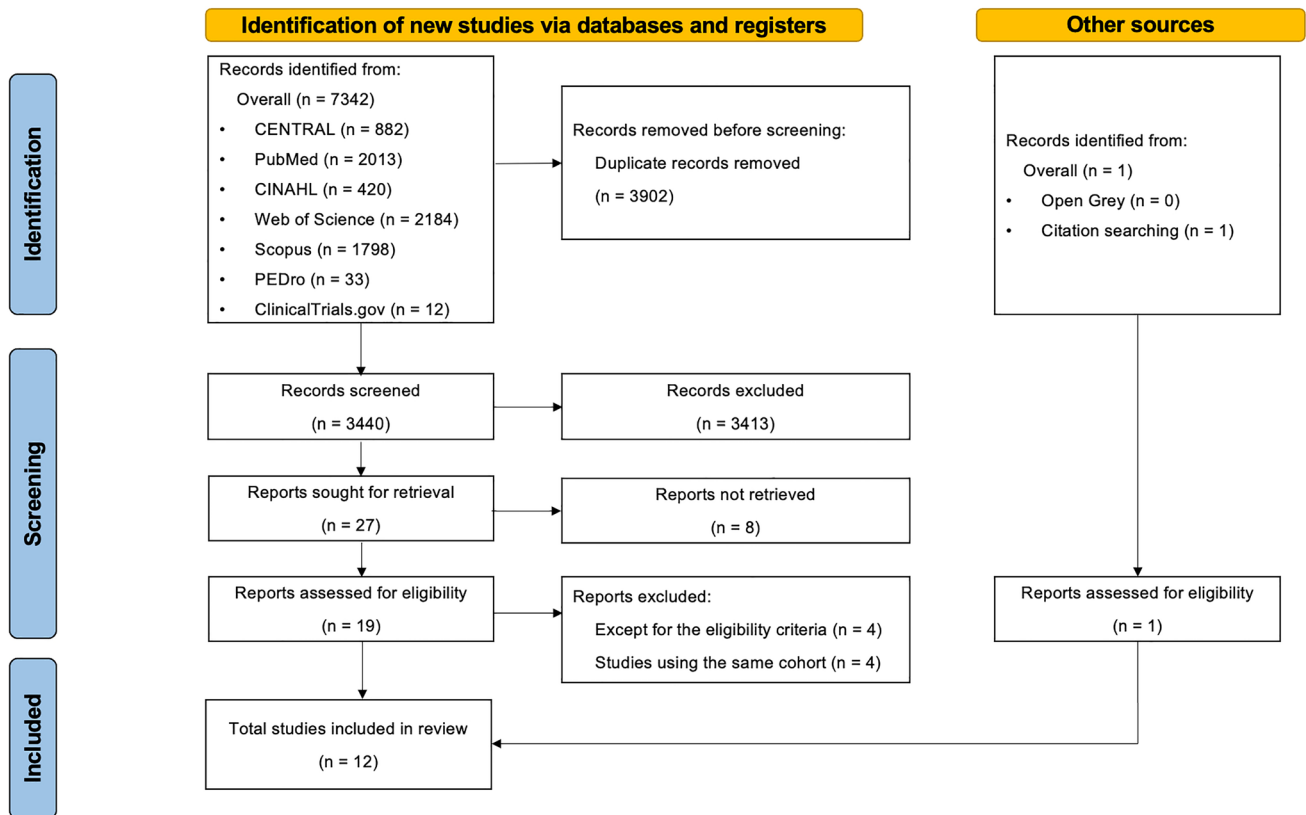 Identification of new studies via databases and registers
Other sources
Identification
Records identified from:
Overall (n = 7342)
• CENTRAL (n = 882)
• PubMed (n = 2013)
• CINAHL (n = 420)
• Web of Science (n = 2184)
• Scopus (n = 1798)
• PEDro (n = 33)
• ClinicalTrials.gov (n = 12)
Records removed before screening:
Duplicate records removed
(n = 3902)
Records identified from:
Overall (n = 1)
• Open Grey (n = 0)
• Citation searching (n = 1)
Screening
Records screened
(n = 3440)
Records excluded
(n = 3413)
Reports sought for retrieval
(n = 27)
Reports not retrieved
(n = 8)
Reports assessed for eligibility
(n = 19)
Reports excluded:
Except for the eligibility criteria (n = 4)
Studies using the same cohort (n = 4)
Reports assessed for eligibility
(n = 1)
Included
Total studies included in review
(n = 12)